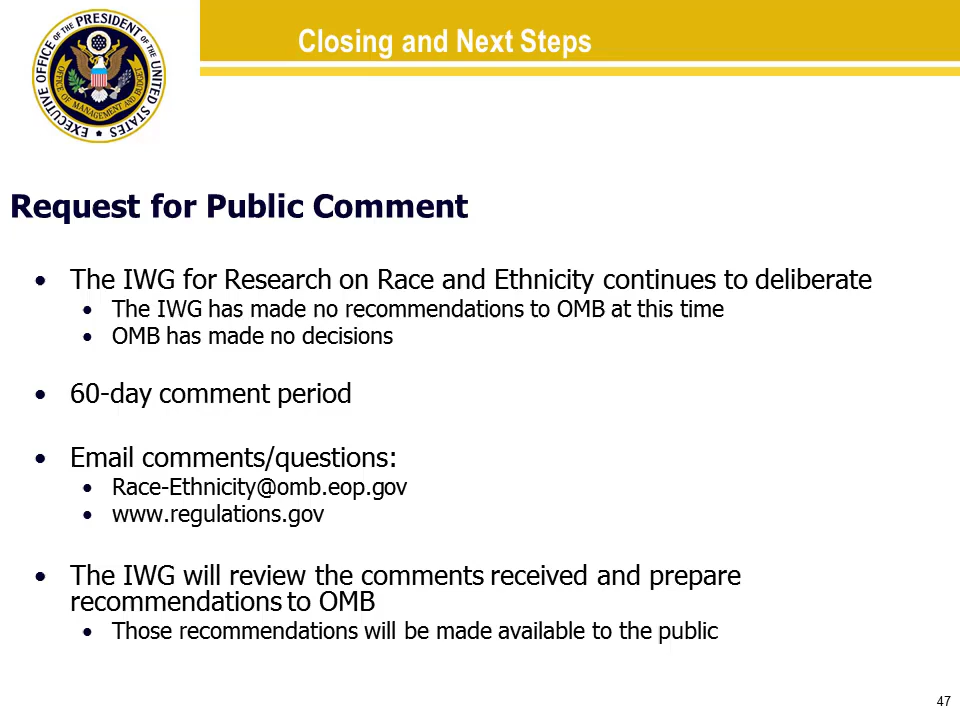 EXECUTIVE OFFICE OF THE PRESIDENT OF THE UNITED STATES
OFFICE OF MANAGEMENT AND BUDGET
Closing and Next Steps
Request for Public Comment
• The IWG for Research on Race and Ethnicity continues to deliberate
• The IWG has made no recommendations to OMB at this time
• OMB has made no decisions
• 60-day comment period
• Email comments/questions:
• Race-Ethnicity@omb.eop.gov
• www.regulations.gov
• The IWG will review the comments received and prepare
recommendations to OMB
• Those recommendations will be made available to the public
47